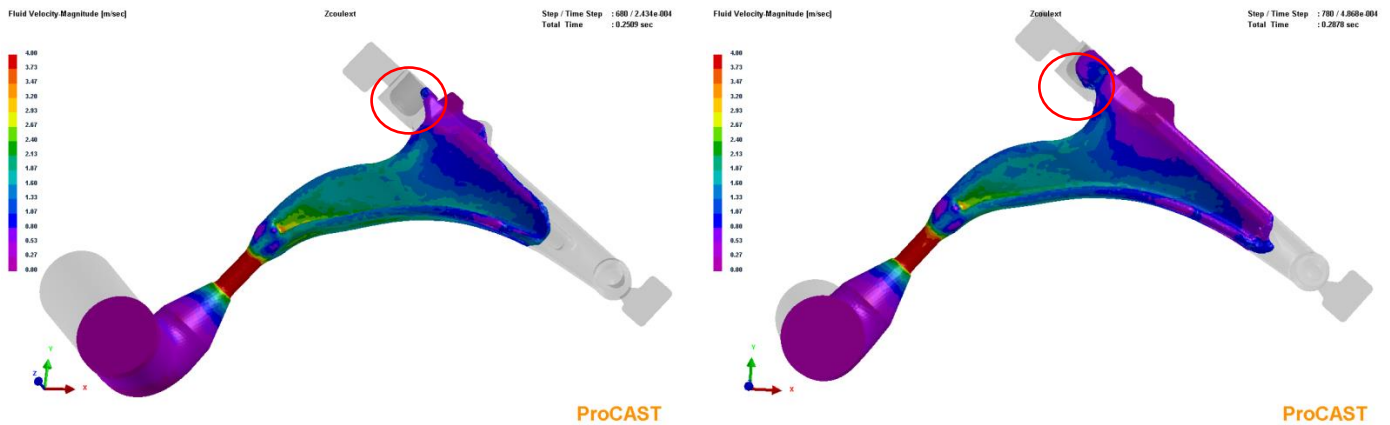 Fluid Velocity-Magnitude [m/sec]
Zcoulext
Step / Time Step : 680 / 2.434e-004
Total Time : 0.2509 sec
4.00
3.73
3.47
3.20
2.93
2.67
2.40
2.13
1.87
1.60
1.33
1.07
0.80
0.53
0.27
0.00
Y
Z
X
ProCAST
Fluid Velocity-Magnitude [m/sec]
Zcoulext
Step / Time Step : 780 / 4.868e-004
Total Time : 0.2878 sec
4.00
3.73
3.47
3.20
2.93
2.67
2.40
2.13
1.87
1.60
1.33
1.07
0.80
0.53
0.27
0.00
Y
X
ProCAST